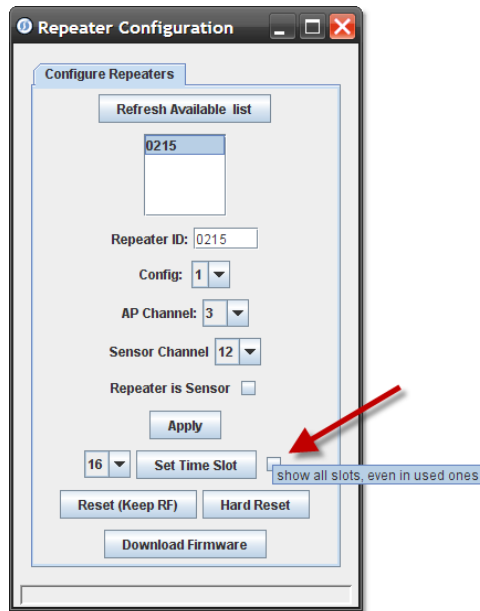 Repeater Configuration
Configure Repeaters
Refresh Available list
0215
Repeater ID: 0215
Config: 1
AP Channel: 3
Sensor Channel 12
Repeater is Sensor
Apply
16 Set Time Slot
show all slots, even in used ones
Reset (Keep RF) Hard Reset
Download Firmware